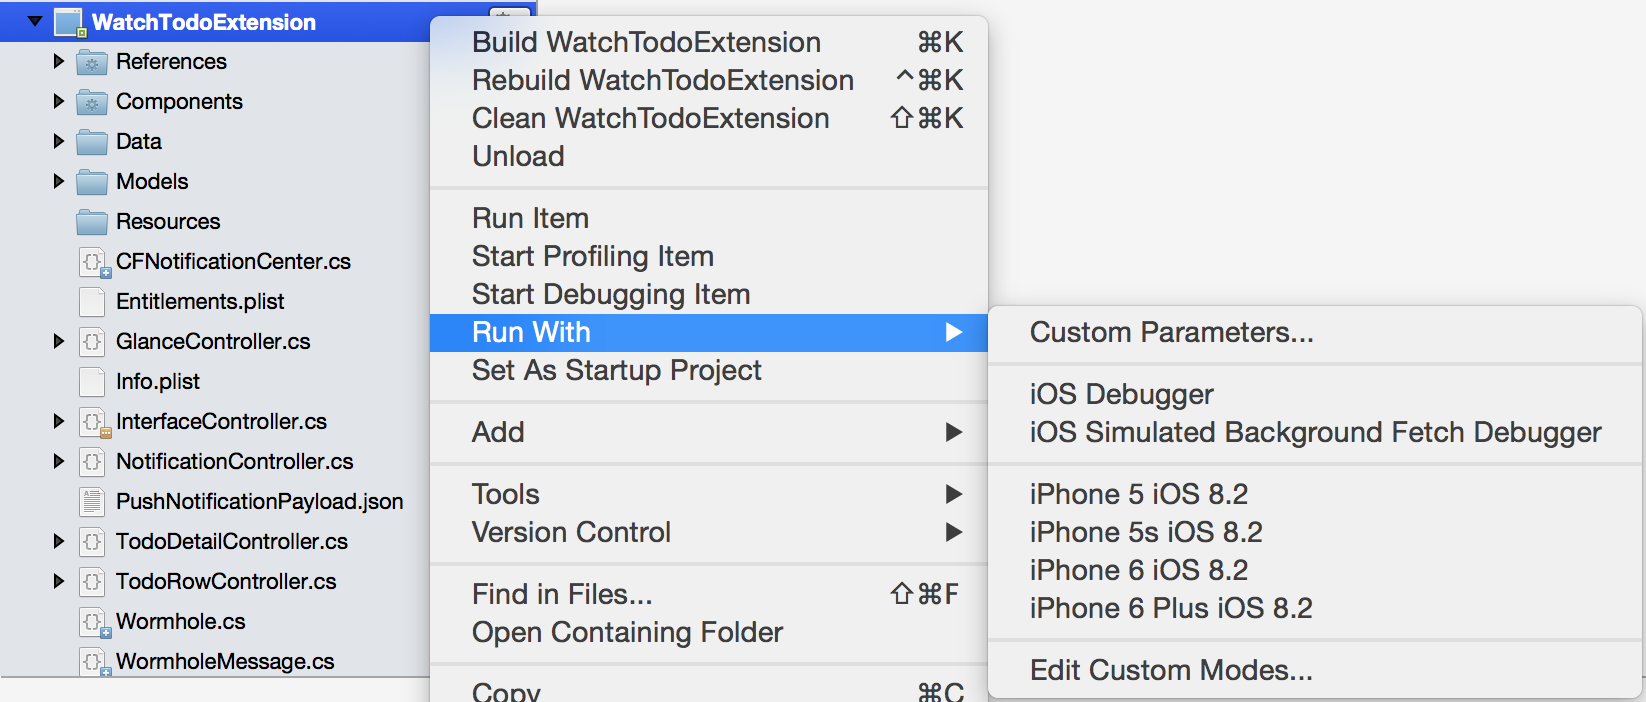 WatchTodoExtension
References
Components
Data
Models
Resources
CFNotificationCenter.cs
Entitlements.plist
GlanceController.cs
Info.plist
InterfaceController.cs
NotificationController.cs
PushNotificationPayload.json
TodoDetailController.cs
TodoRowController.cs
Wormhole.cs
WormholeMessage.cs
Build WatchTodoExtension ⌘K
Rebuild WatchTodoExtension ^⌘K
Clean WatchTodoExtension ⇧⌘K
Unload
Run Item
Start Profiling Item
Start Debugging Item
Run With
Set As Startup Project
Add
Tools
Version Control
Find in Files... ⇧⌘F
Open Containing Folder
Copy ⌘C
Custom Parameters...
iOS Debugger
iOS Simulated Background Fetch Debugger
iPhone 5 iOS 8.2
iPhone 5s iOS 8.2
iPhone 6 iOS 8.2
iPhone 6 Plus iOS 8.2
Edit Custom Modes...